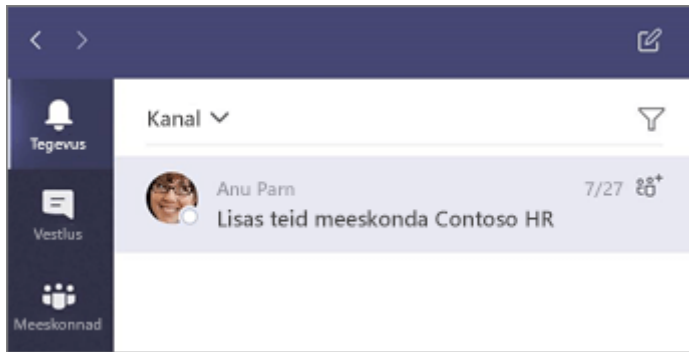 Kanal
Tegevus
Anu Parn 7/27
Lisas teid meeskonda Contoso HR
Vestlus
Meeskonnad